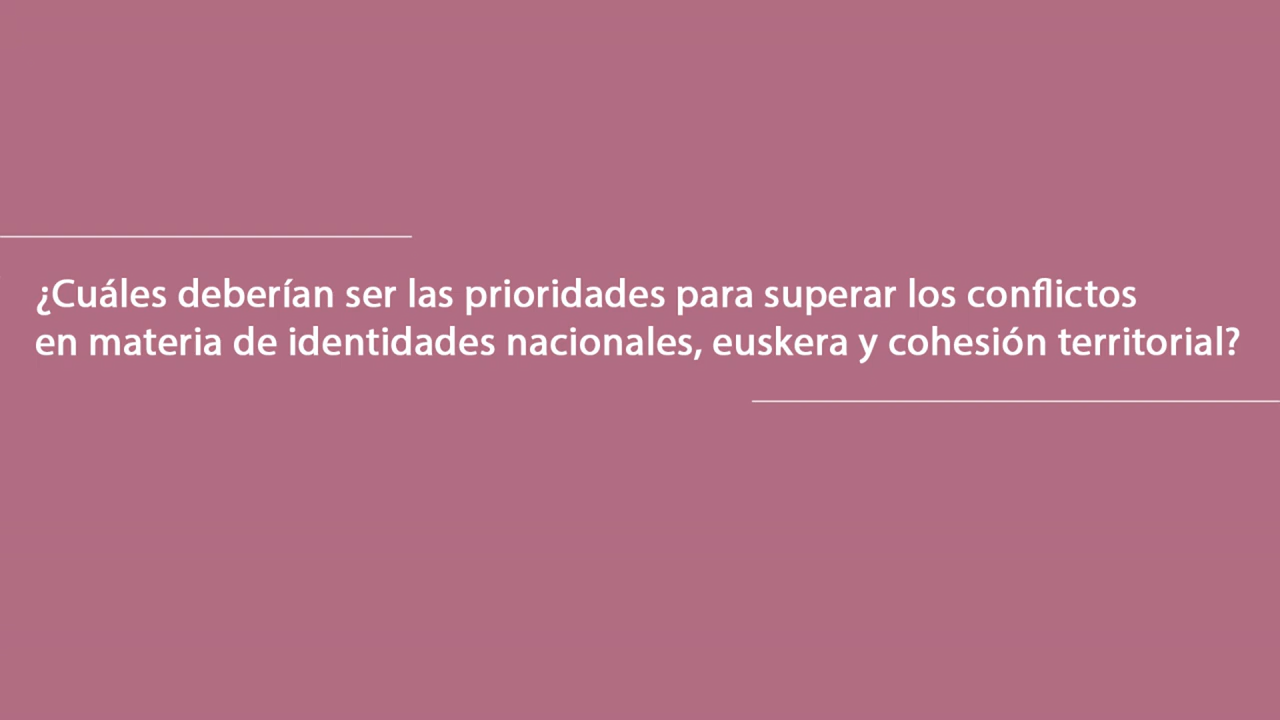 ¿Cuáles deberían ser las prioridades para superar los conflictos
en materia de identidades nacionales, euskera y cohesión territorial?